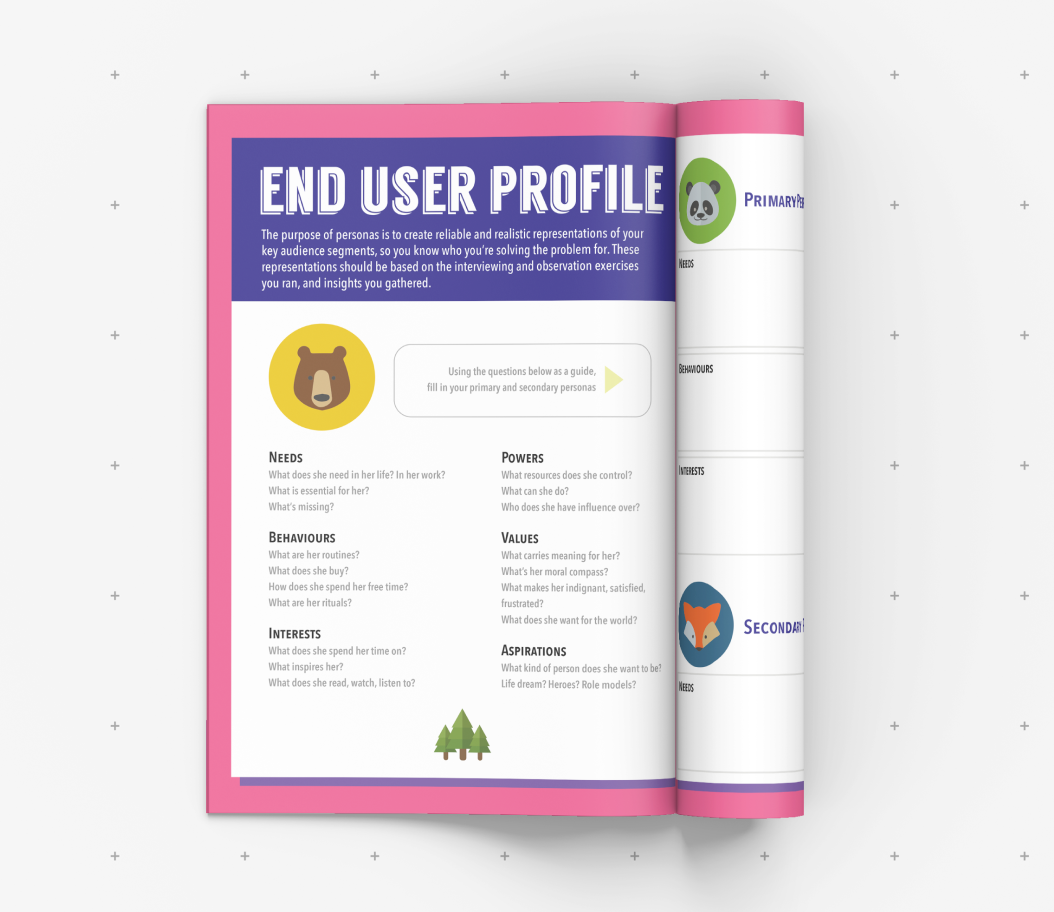 END USER PROFILE
The purpose of personas is to create reliable and realistic representations of your
key audience segments, so you know who you're solving the problem for. These
representations should be based on the interviewing and observation exercises
you ran, and insights you gathered.
Using the questions below as a guide,
fill in your primary and secondary personas
NEEDS
What does she need in her life? In her work?
What is essential for her?
What's missing?
BEHAVIOURS
What are her routines?
What does she buy?
How does she spend her free time?
What are her rituals?
INTERESTS
What does she spend her time on?
What inspires her?
What does she read, watch, listen to?
POWERS
What resources does she control?
What can she do?
Who does she have influence over?
VALUES
What carries meaning for her?
What's her moral compass?
What makes her indignant, satisfied,
frustrated?
What does she want for the world?
ASPIRATIONS
What kind of person does she want to be?
Life dream? Heroes? Role models?
PRIMARY
NEEDS
BEHAVIOURS
INTERESTS
SECONDARY
NEEDS